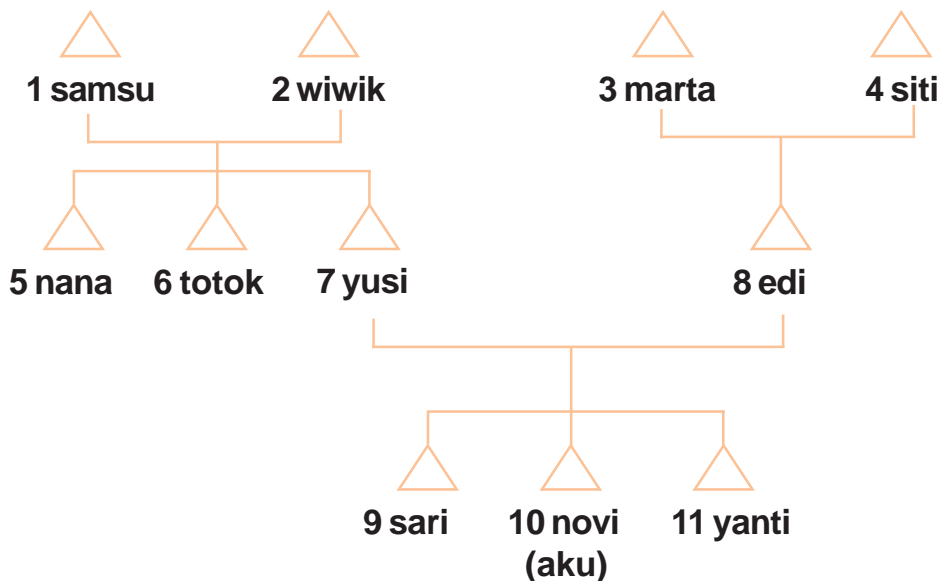 1 samsu
2 wiwik
3 marta
4 siti
5 nana
6 totok
7 yusi
8 edi
9 sari
10 novi
(aku)
11 yanti